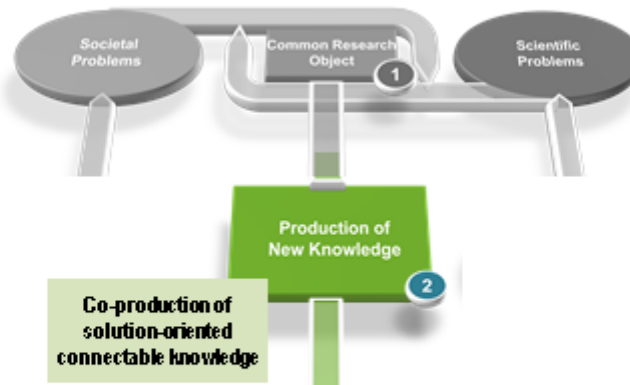 Societal
Problems
Common Research
Object
1
Scientific
Problems
Production of
New Knowledge
2
Co-production of
solution-oriented
connectable knowledge